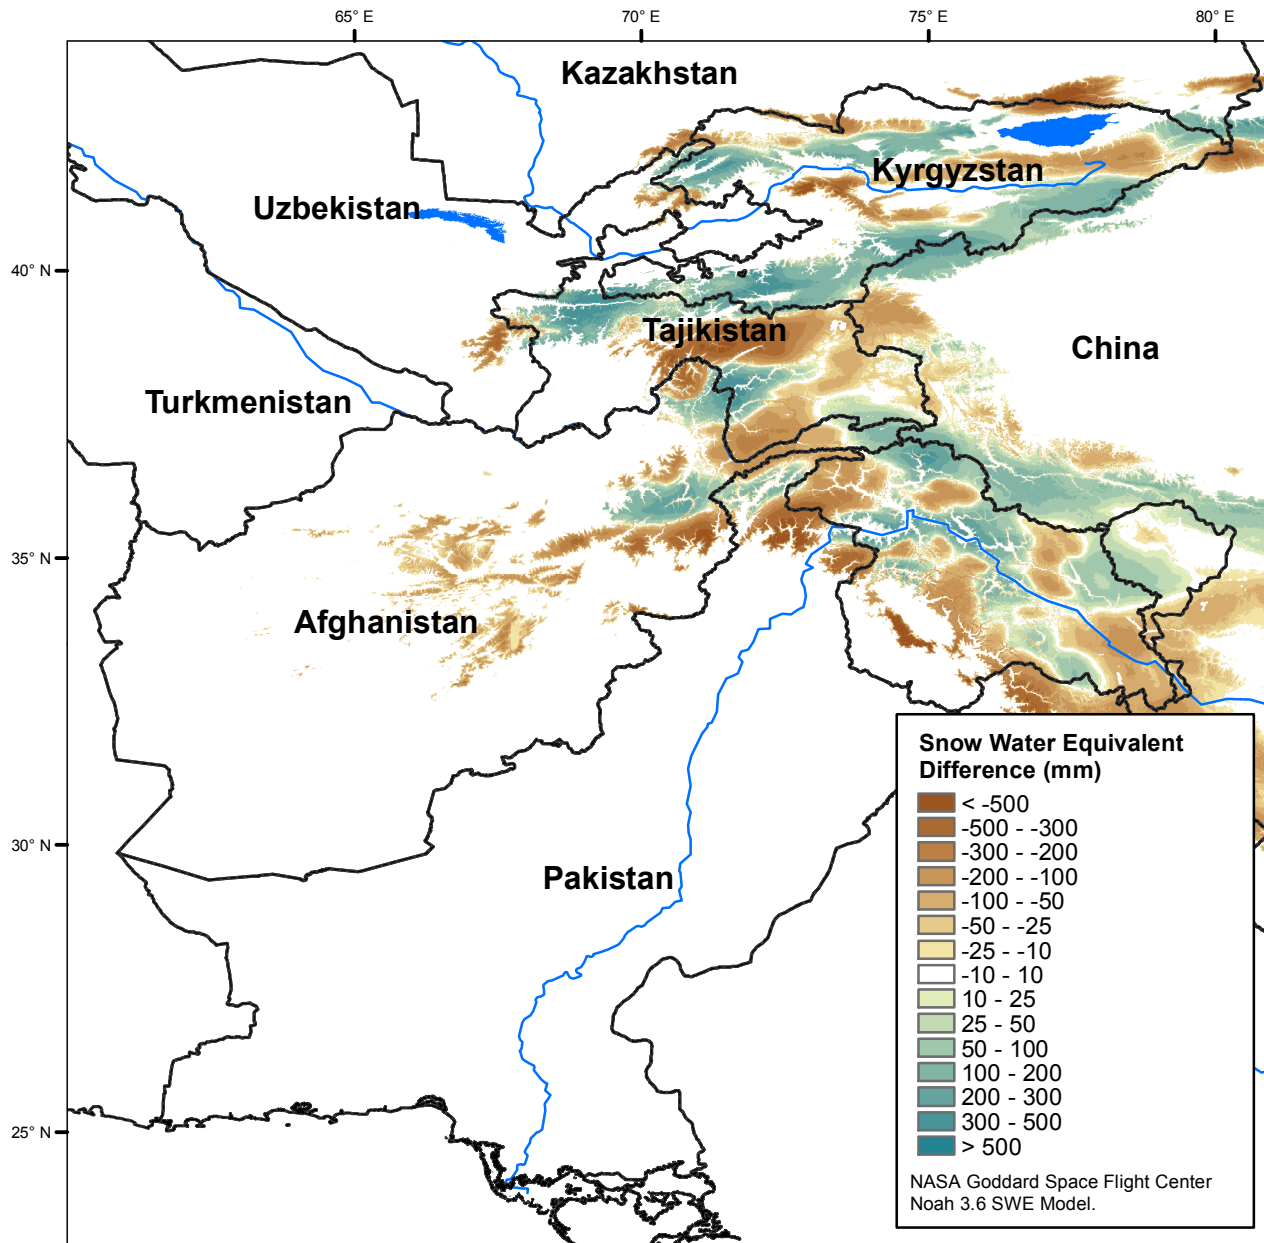 65° E
70° E
75° E
80° E
Kazakhstan
Kyrgyzstan
Uzbekistan
40° N
Tajikistan
China
Turkmenistan
35° N
Afghanistan
Snow Water Equivalent
Difference (mm)
< -500
-500 - -300
-300 - -200
-200 - -100
-100 - -50
-50 - -25
-25 - -10
-10 - 10
10 - 25
25 - 50
50 - 100
100 - 200
200 - 300
300 - 500
> 500
NASA Goddard Space Flight Center
Noah 3.6 SWE Model.
30° N
Pakistan
25° N